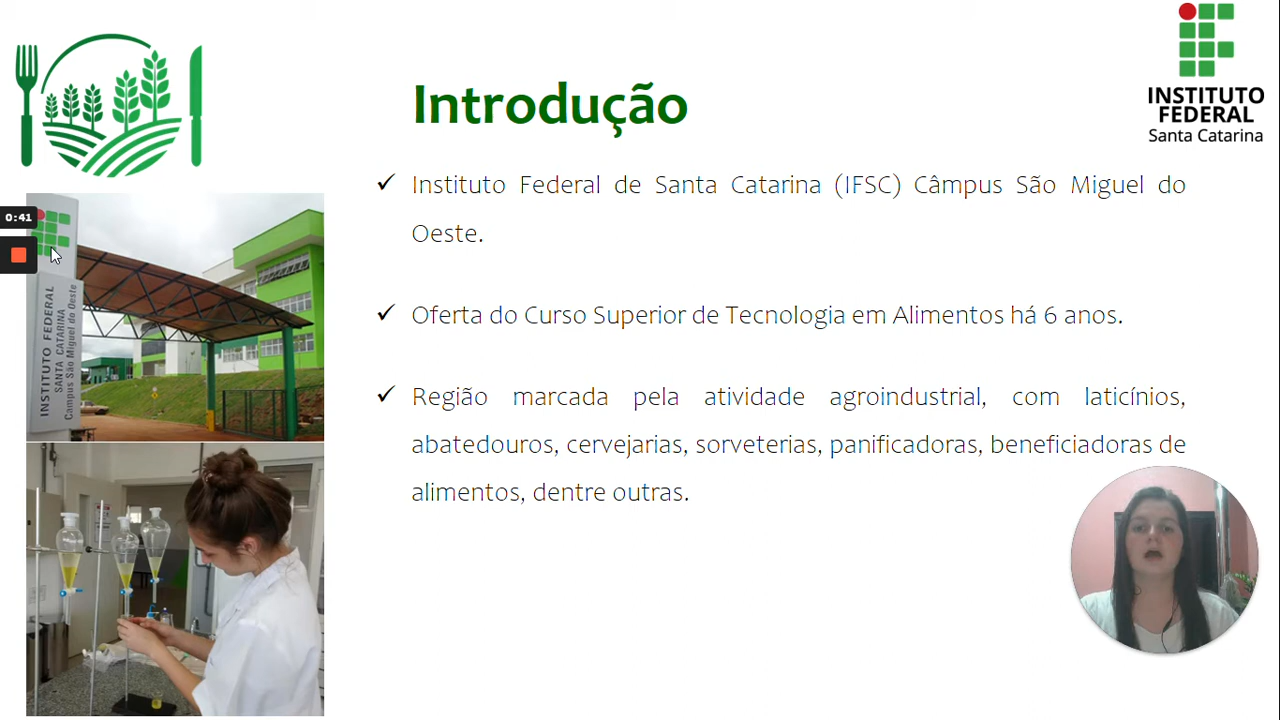 Introdução
INSTITUTO
FEDERAL
Santa Catarina
Instituto Federal de Santa Catarina (IFSC) Câmpus São Miguel do
Oeste.
0:41
Oferta do Curso Superior de Tecnologia em Alimentos há 6 anos.
INSTITUTO FEDERAL
SANTA CATARINA
Campus São Miguel do Oeste
Região marcada pela atividade agroindustrial, com laticínios,
abatedouros, cervejarias, sorveterias, panificadoras, beneficiadoras de
alimentos, dentre outras.